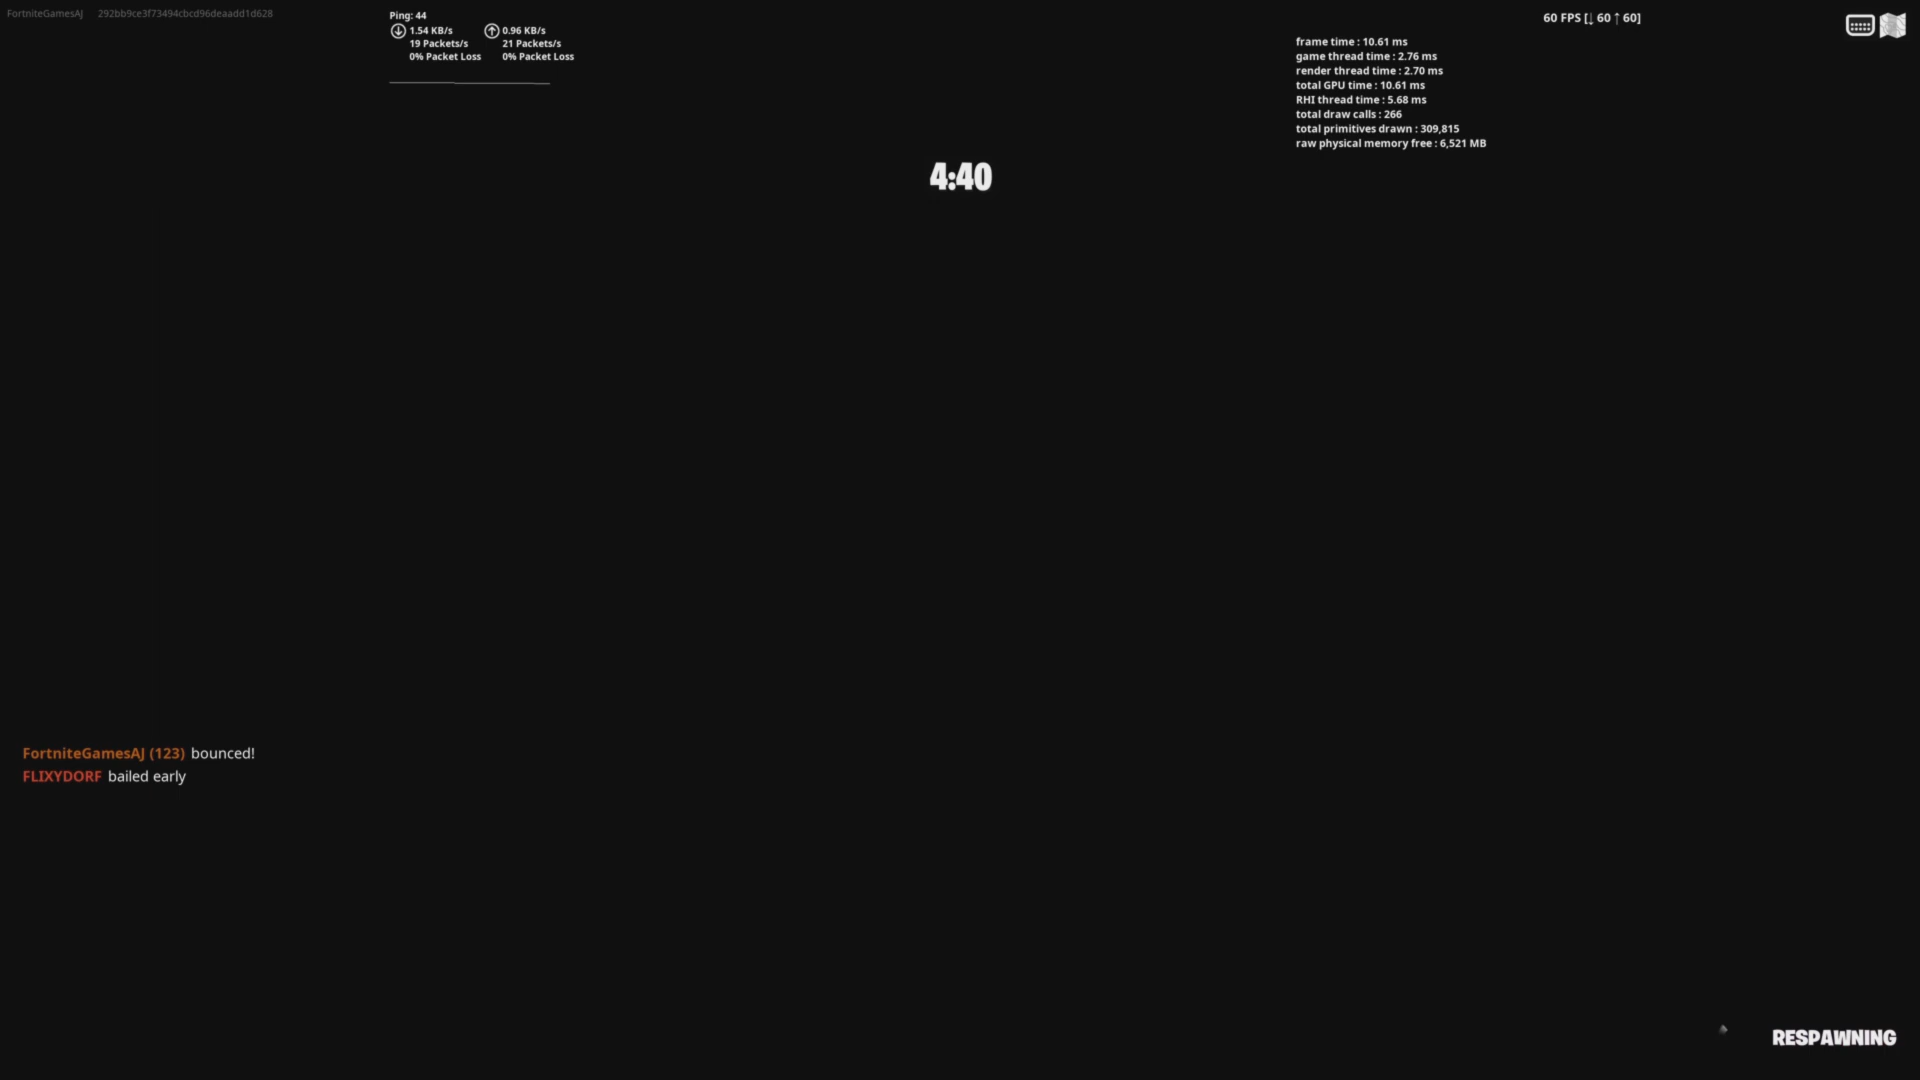 FortniteGamesAJ 292bb9ce3f73494cbcd96deaadd1d628
Ping: 44
1.54 KB/s 0.96 KB/s
19 Packets/s 21 Packets/s
0% Packet Loss 0% Packet Loss
60 FPS [↓ 60 ↑ 60]
frame time : 10.61 ms
game thread time : 2.76 ms
render thread time : 2.70 ms
total GPU time : 10.61 ms
RHI thread time : 5.68 ms
total draw calls : 266
total primitives drawn : 309,815
raw physical memory free : 6,521 MB
4:40
FortniteGamesAJ (123) bounced!
FLIXYDORF bailed early
RESPAWNING